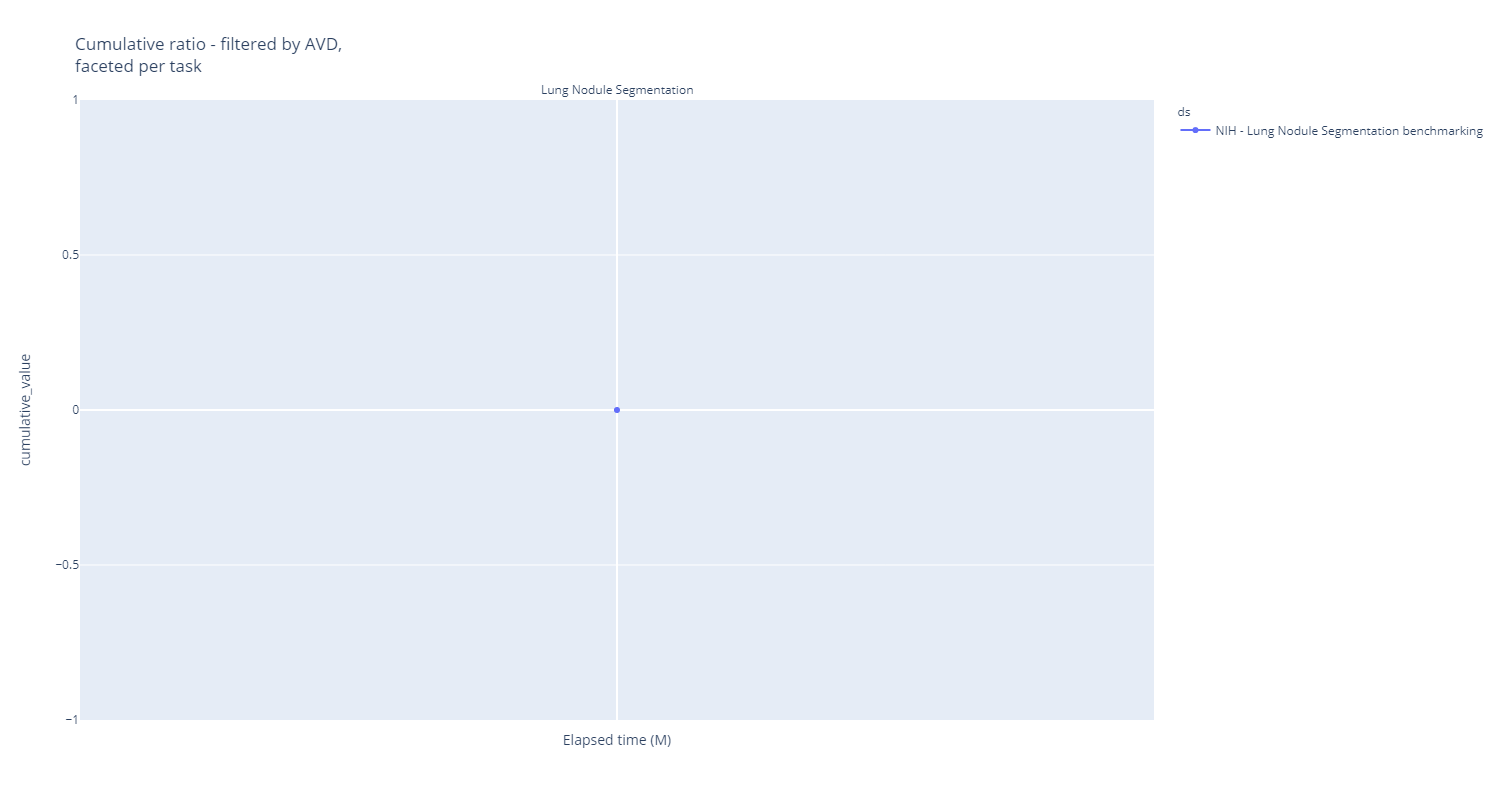 Cumulative ratio - filtered by AVD,
faceted per task
Lung Nodule Segmentation
1
0.5
0
−0.5
−1
cumulative_value
Elapsed time (M)
ds
NIH - Lung Nodule Segmentation benchmarking